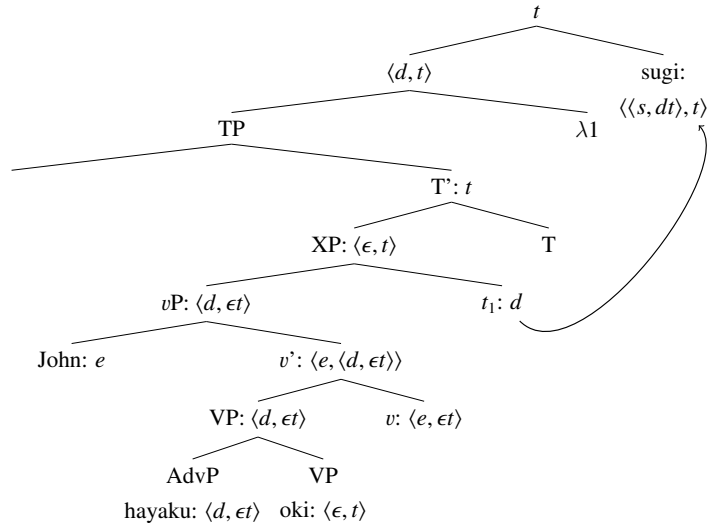 t
⟨d, t⟩ sugi:
⟨⟨s, dt⟩, t⟩
TP λ1
T’: t
XP: ⟨ϵ, t⟩ T
vP: ⟨d, ϵt⟩ t₁: d
John: e v’: ⟨e, ⟨d, ϵt⟩⟩
VP: ⟨d, ϵt⟩ v: ⟨e, ϵt⟩
AdvP VP
hayaku: ⟨d, ϵt⟩ oki: ⟨ϵ, t⟩